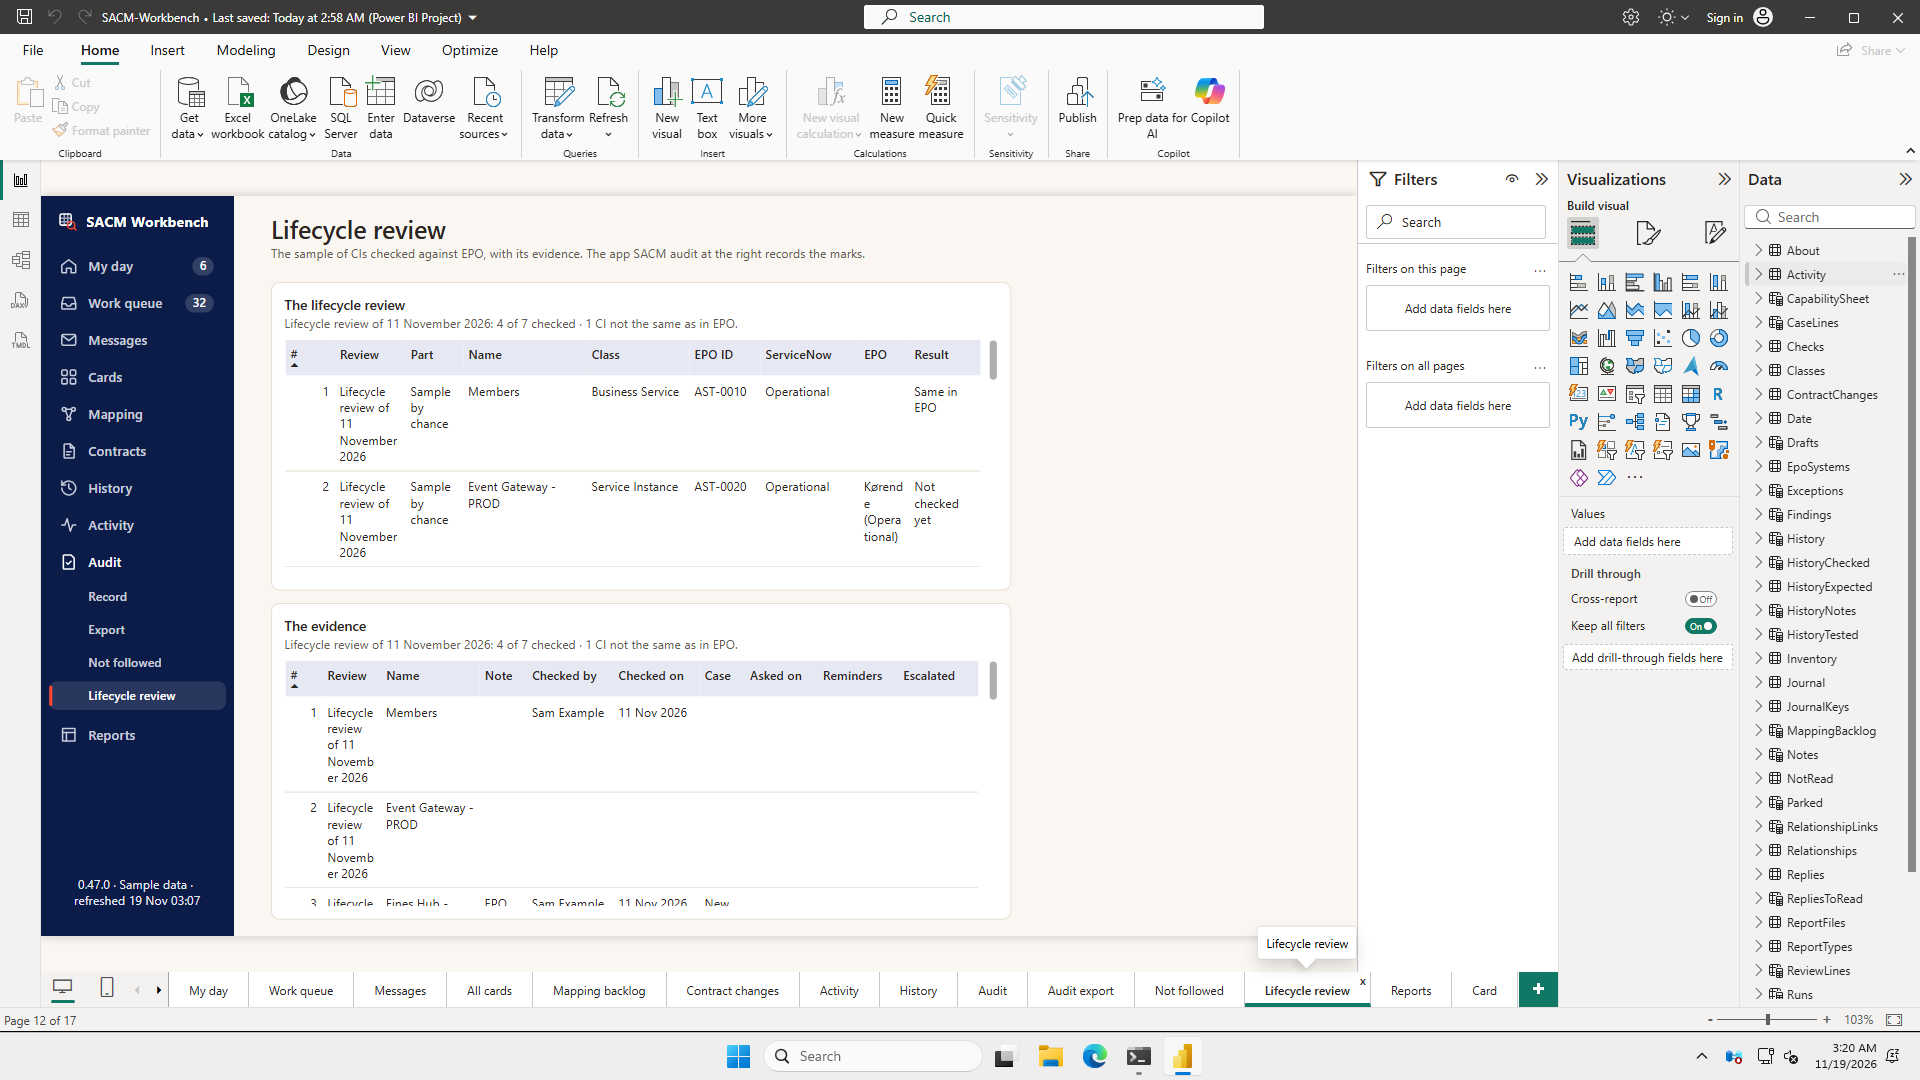 SACM-Workbench • Last saved: Today at 2:58 AM (Power BI Project)
Search
Sign in
File Home Insert Modeling Design View Optimize Help
Share
Paste
Cut
Copy
Format painter
Clipboard
Get data
Excel workbook
OneLake catalog
SQL Server
Enter data
Dataverse
Recent sources
Data
Transform data
Refresh
Queries
New visual
Text box
More visuals
Insert
New visual calculation
New measure
Quick measure
Calculations
Sensitivity
Sensitivity
Publish
Share
Prep data for AI
Copilot
Copilot
SACM Workbench
My day 6
Work queue 32
Messages
Cards
Mapping
Contracts
History
Activity
Audit
Record
Export
Not followed
Lifecycle review
Reports
0.47.0 · Sample data ·
refreshed 19 Nov 03:07
Lifecycle review
The sample of CIs checked against EPO, with its evidence. The app SACM audit at the right records the marks.
The lifecycle review
Lifecycle review of 11 November 2026: 4 of 7 checked · 1 CI not the same as in EPO.
# Review Part Name Class EPO ID ServiceNow EPO Result
1 Lifecycle Sample Members Business Service AST-0010 Operational Same in
review of by EPO
11 chance
November
2026
2 Lifecycle Sample Event Gateway - Service Instance AST-0020 Operational Kørend Not
review of by PROD e checked
11 chance (Opera yet
November tional)
2026
The evidence
Lifecycle review of 11 November 2026: 4 of 7 checked · 1 CI not the same as in EPO.
# Review Name Note Checked by Checked on Case Asked on Reminders Escalated
1 Lifecycle Members Sam Example 11 Nov 2026
review
of 11
Novemb
er 2026
2 Lifecycle Event Gateway -
review PROD
of 11
Novemb
er 2026
3 Lifecycle Fines Hub - EPO Sam Example 11 Nov 2026 New
Lifecycle review
Filters
Search
Filters on this page
Add data fields here
Filters on all pages
Add data fields here
Visualizations
Build visual
Values
Add data fields here
Drill through
Cross-report Off
Keep all filters On
Add drill-through fields here
Data
Search
About
Activity
CapabilitySheet
CaseLines
Checks
Classes
ContractChanges
Date
Drafts
EpoSystems
Exceptions
Findings
History
HistoryChecked
HistoryExpected
HistoryNotes
HistoryTested
Inventory
Journal
JournalKeys
MappingBacklog
Notes
NotRead
Parked
RelationshipLinks
Relationships
Replies
RepliesToRead
ReportFiles
ReportTypes
ReviewLines
Runs
My day Work queue Messages All cards Mapping backlog Contract changes Activity History Audit Audit export Not followed Lifecycle review x Reports Card +
Page 12 of 17
- + 103%
Search
3:20 AM
11/19/2026